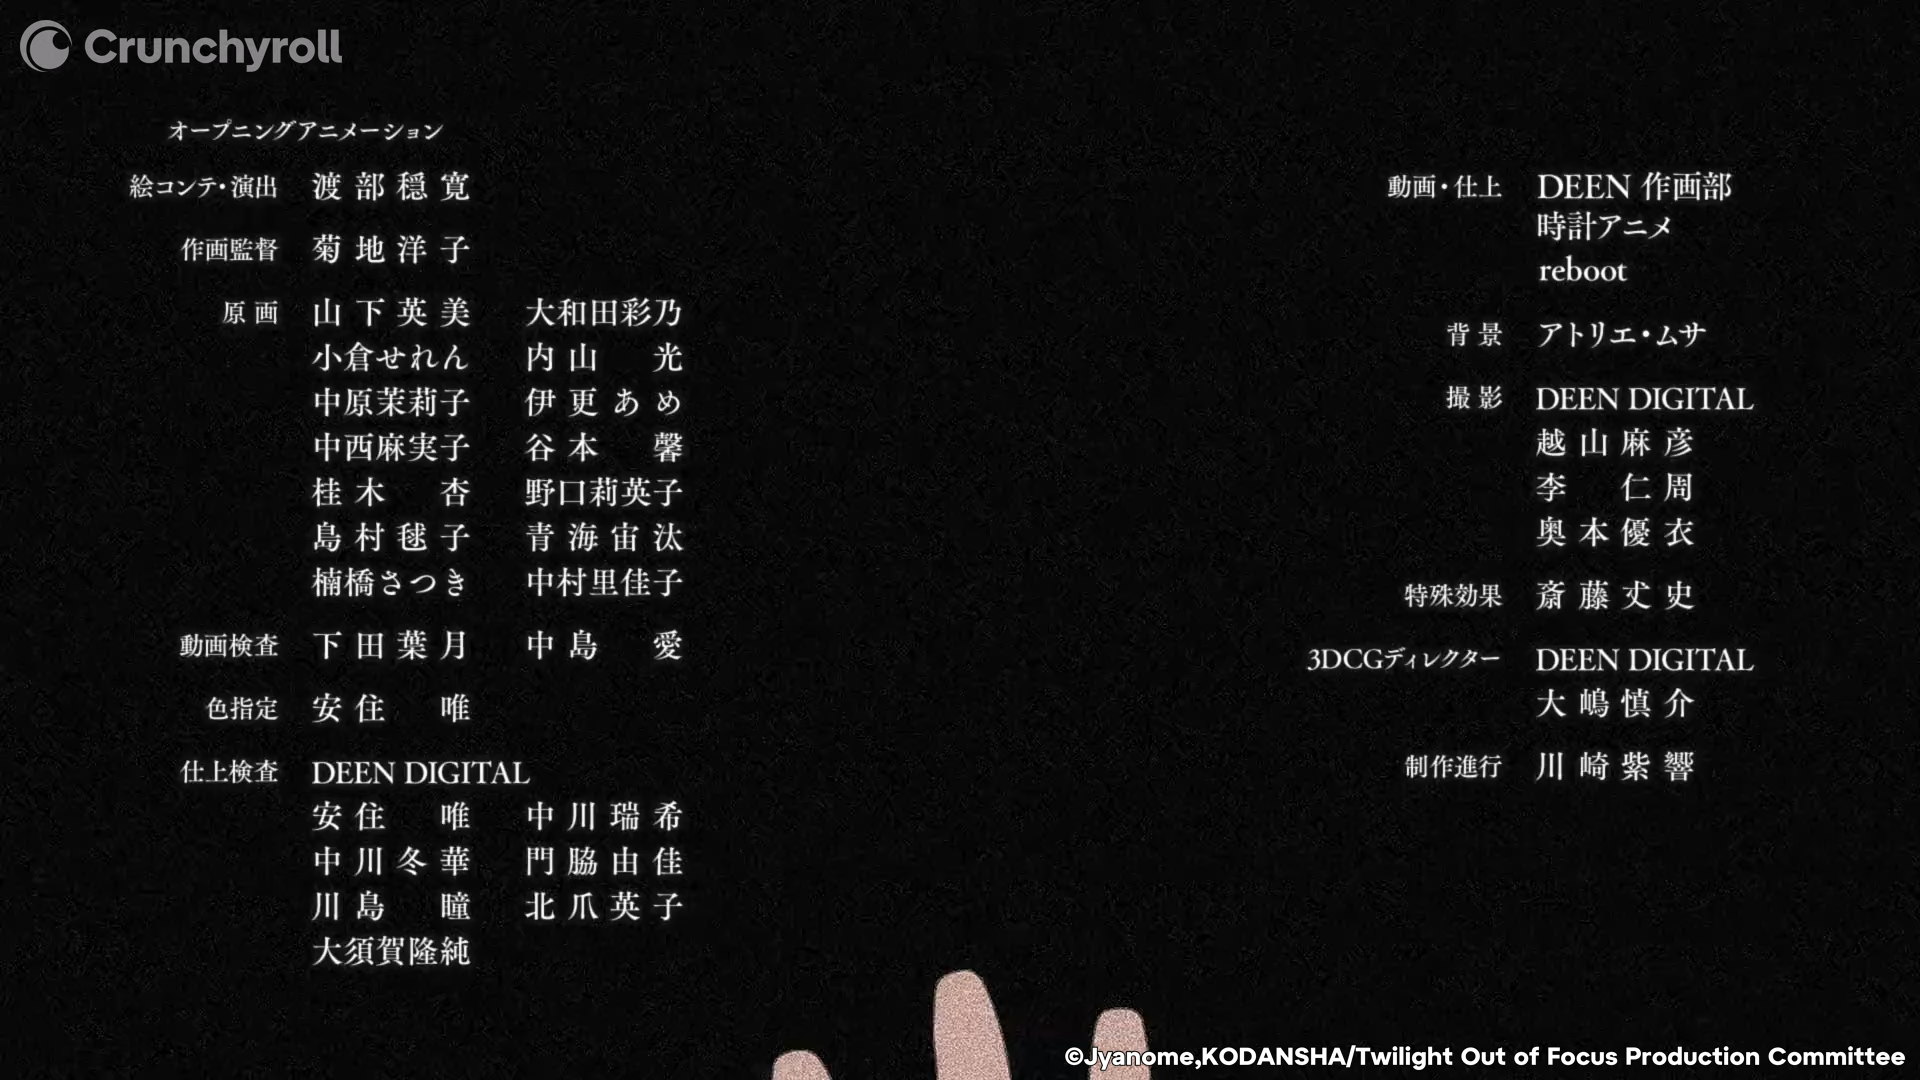 Crunchyroll
オープニングアニメーション
絵コンテ・演出 渡部穏寛
作画監督 菊地洋子
原画 山下英美 大和田彩乃
小倉せれん 内山光
中原茉莉子 伊更あめ
中西麻実子 谷本馨
桂木杏 野口莉英子
島村毬子 青海宙汰
楠橋さつき 中村里佳子
動画検査 下田葉月 中島愛
色指定 安住唯
仕上検査 DEEN DIGITAL
安住唯 中川瑞希
中川冬華 門脇由佳
川島瞳 北爪英子
大須賀隆純
動画・仕上 DEEN 作画部
時計アニメ
reboot
背景 アトリエ・ムサ
撮影 DEEN DIGITAL
越山麻彦
李仁周
奥本優衣
特殊効果 斎藤丈史
3DCGディレクター DEEN DIGITAL
大嶋慎介
制作進行 川崎紫響
©Jyanome,KODANSHA/Twilight Out of Focus Production Committee